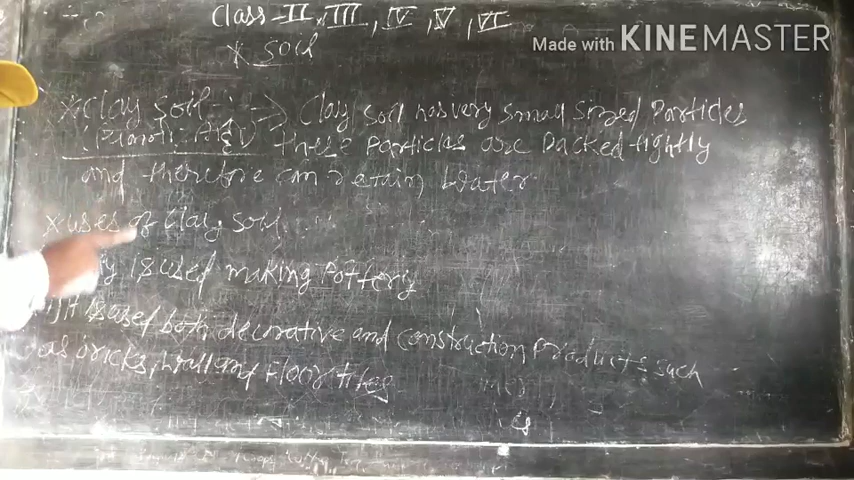 Class-II, III, IV, V, VI
Made with KINEMASTER
* Soil
* Clay soil :-> Clay soil has very small sized Particles
these Particles are Packed tightly
and therefore can retain Water.
* uses of Clay soil
is used making Pottery
It is used both decorative and construction Products such
as bricks, wall and Floor tiles